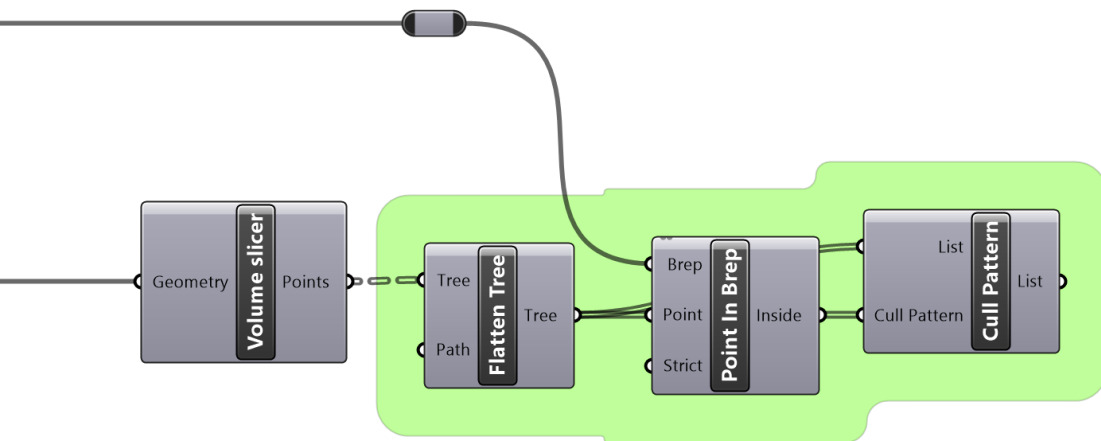 Geometry
Volume slicer
Points
Tree
Path
Flatten Tree
Tree
Brep
Point
Strict
Point In Brep
Inside
List
Cull Pattern
Cull Pattern
List